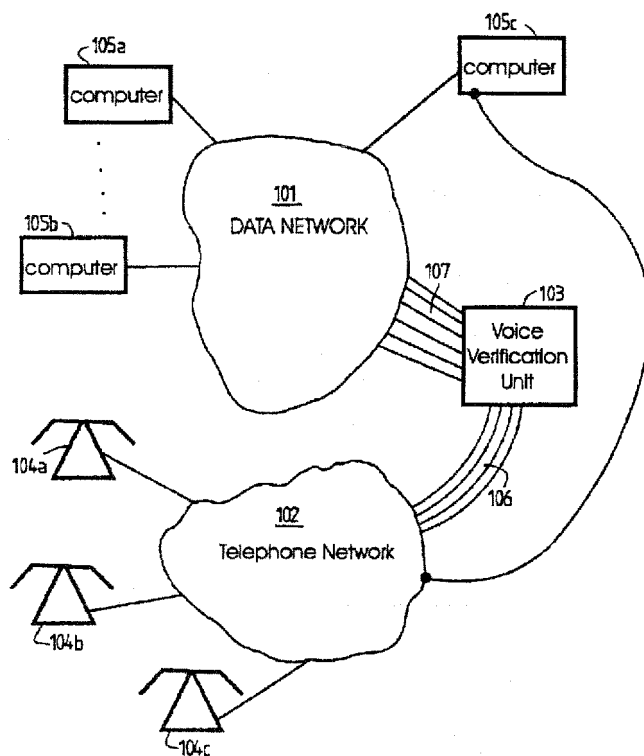 105a
computer
105c
computer
101
DATA NETWORK
105b
computer
107
103
Voice
Verification
Unit
104a
106
102
Telephone Network
104b
104c